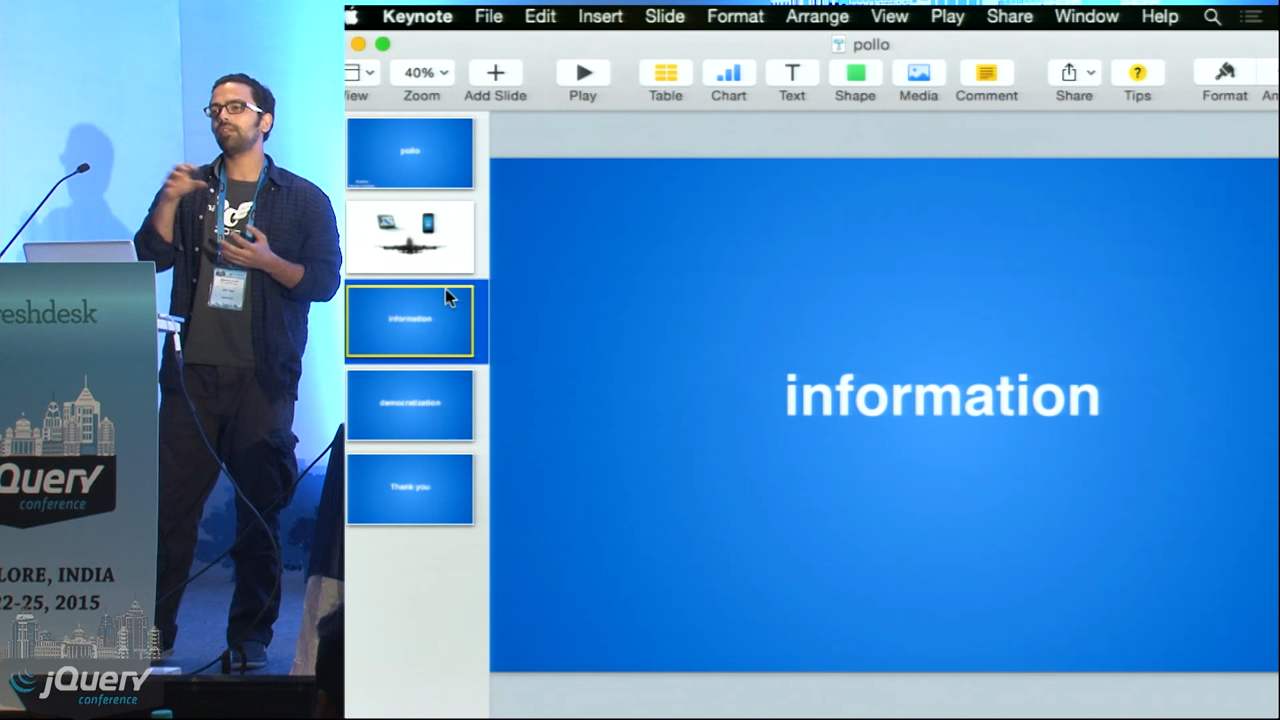 Keynote File Edit Insert Slide Format Arrange View Play Share Window Help
pollo
40%
iew Zoom Add Slide Play Table Chart Text Shape Media Comment Share Tips Format An
pollo
information
democratization
Thank you
information
reshdesk
jQuery
conference
LORE, INDIA
22-25, 2015
jQuery
conference